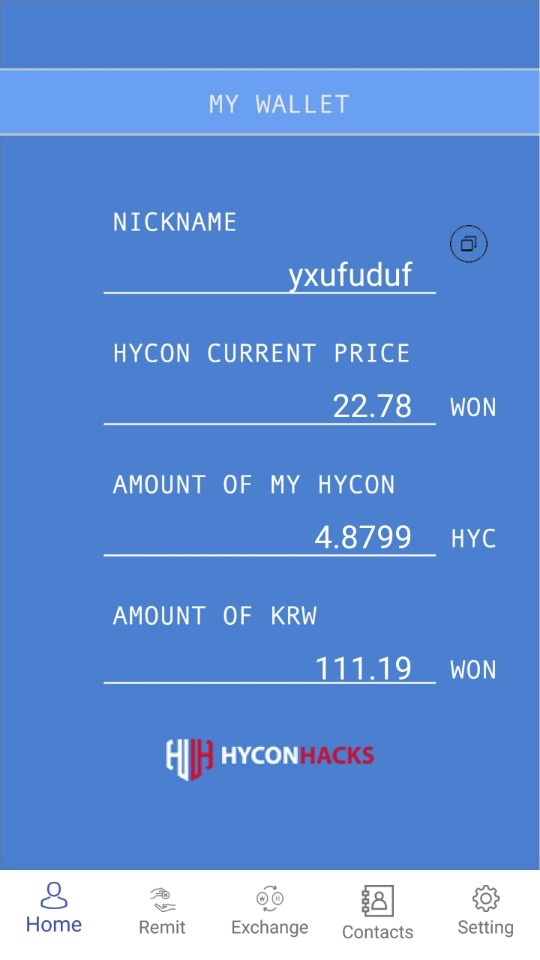 MY WALLET
NICKNAME
yxufuduf
HYCON CURRENT PRICE
22.78 WON
AMOUNT OF MY HYCON
4.8799 HYC
AMOUNT OF KRW
111.19 WON
HYCONHACKS
Home Remit Exchange Contacts Setting